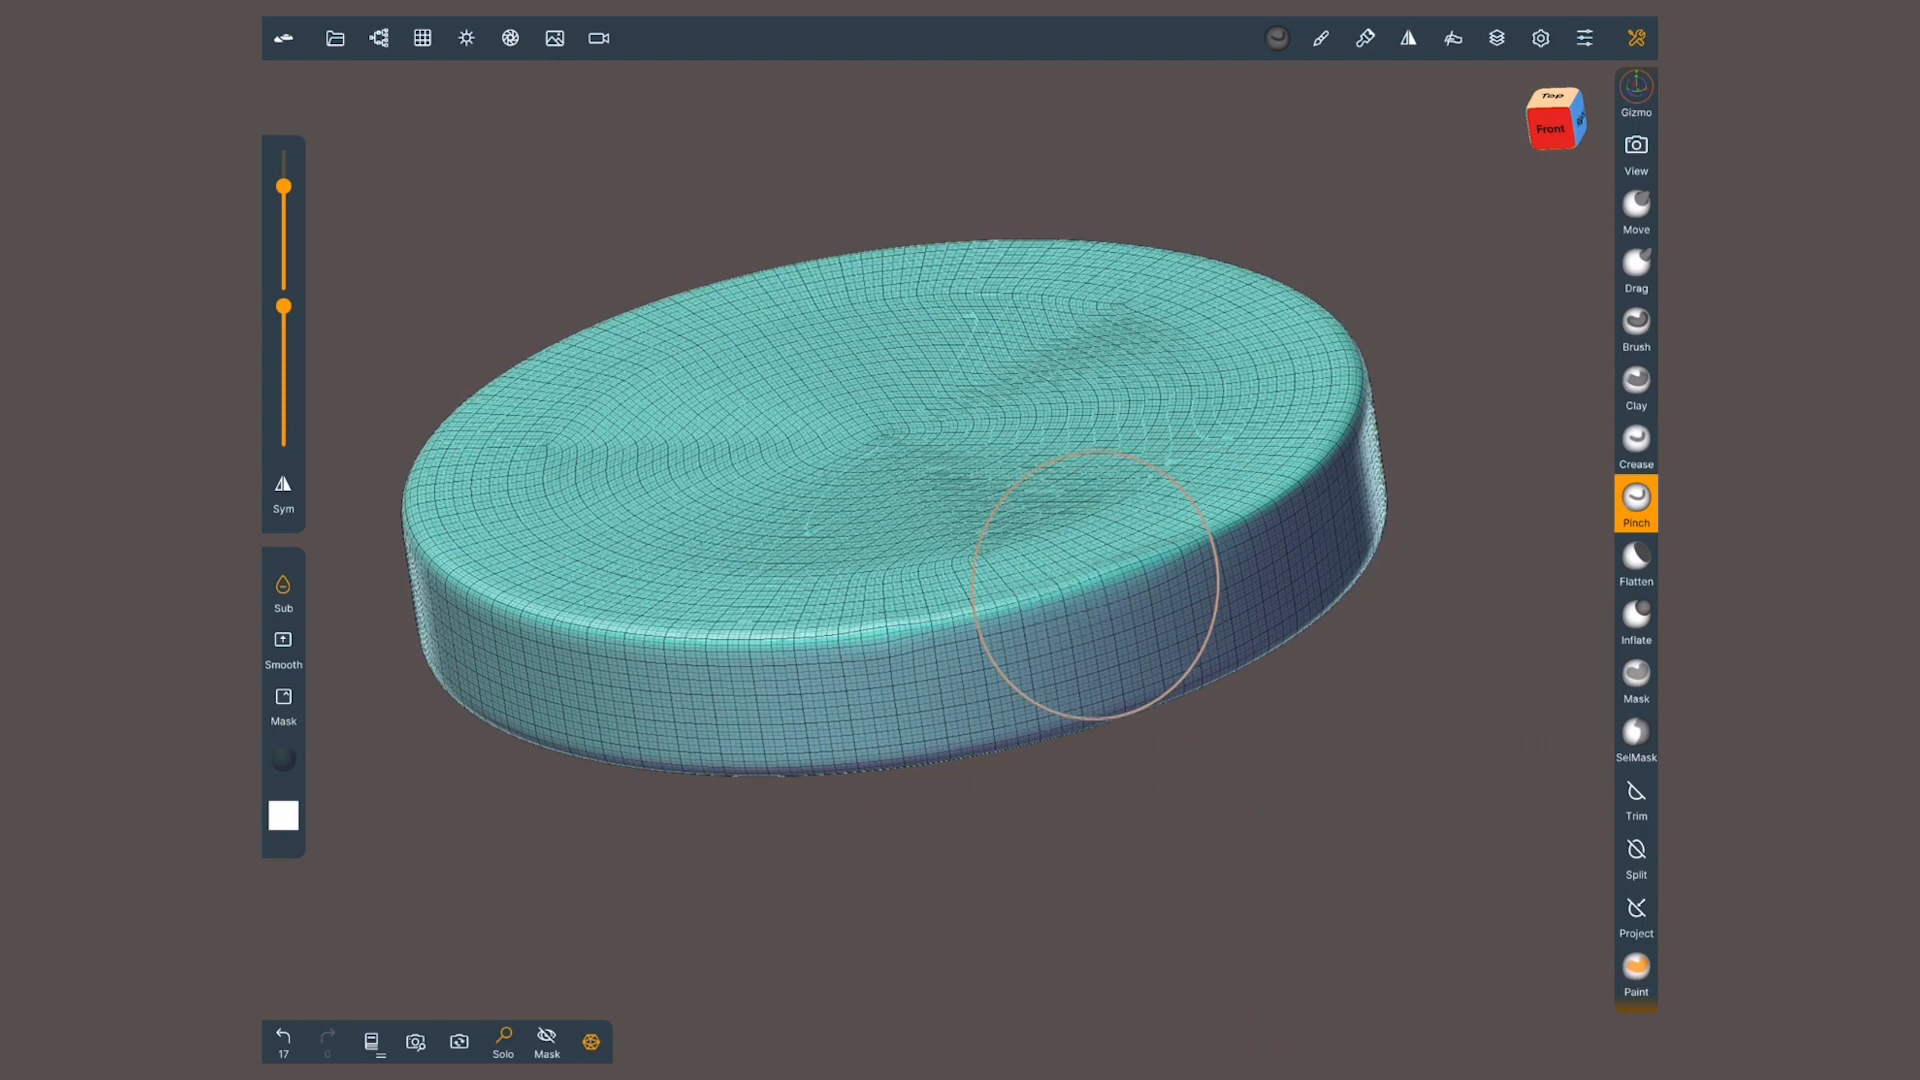 Top
Front
Gizmo
View
Move
Drag
Brush
Clay
Crease
Pinch
Flatten
Inflate
Mask
SelMask
Trim
Split
Project
Paint
Sym
Sub
Smooth
Mask
17
0
Solo
Mask